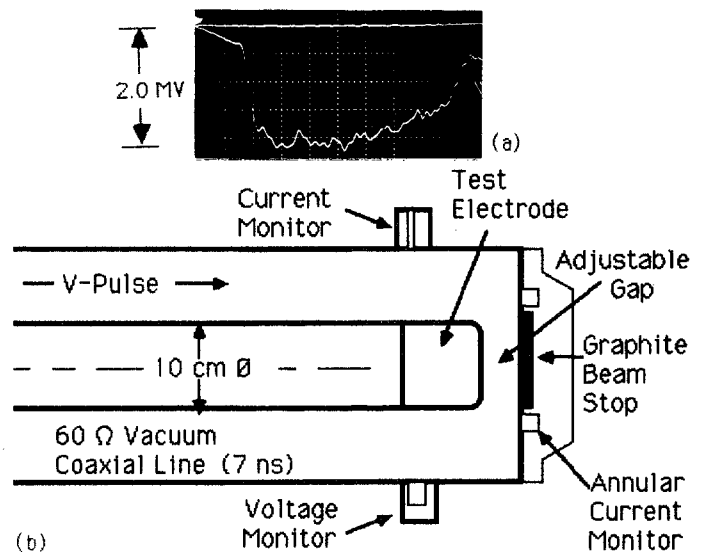 2.0 MV
(a)
Test
Electrode
Current
Monitor
Adjustable
Gap
V-Pulse
10 cm Ø
Graphite
Beam
Stop
60 Ω Vacuum
Coaxial Line (7 ns)
Voltage
Monitor
Annular
Current
Monitor
(b)